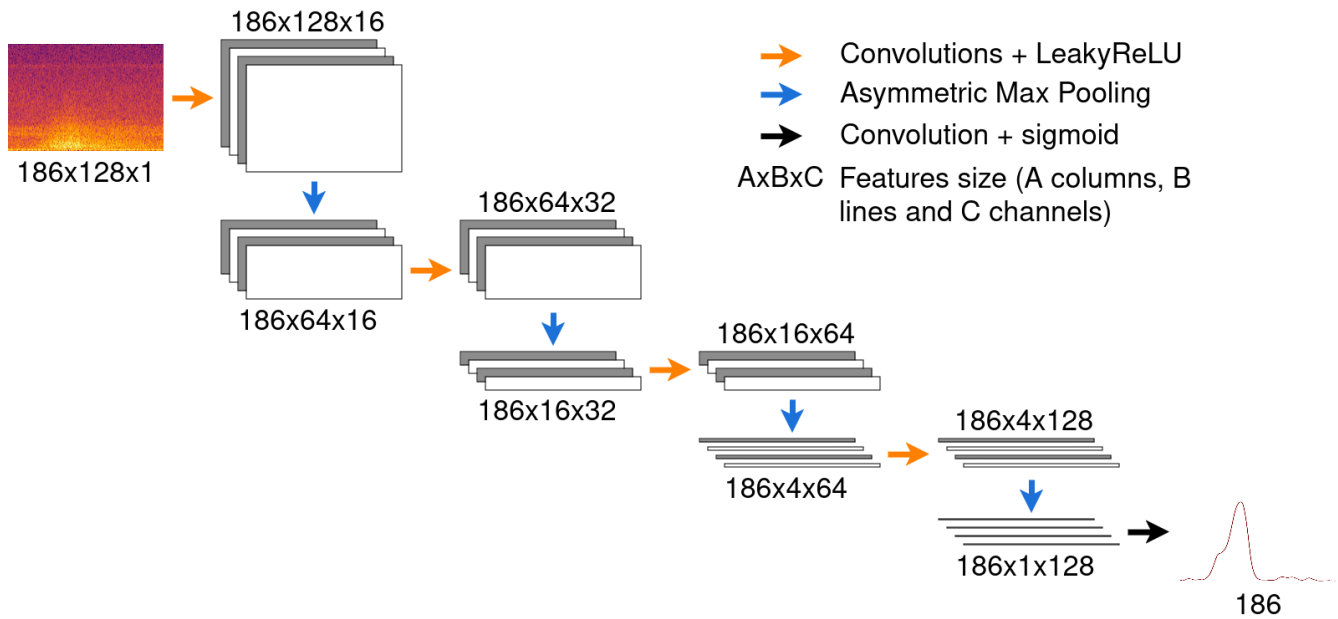 186x128x16
Convolutions + LeakyReLU
Asymmetric Max Pooling
Convolution + sigmoid
186x128x1
AxBxC Features size (A columns, B
lines and C channels)
186x64x32
186x64x16
186x16x64
186x16x32
186x4x128
186x4x64
186x1x128
186